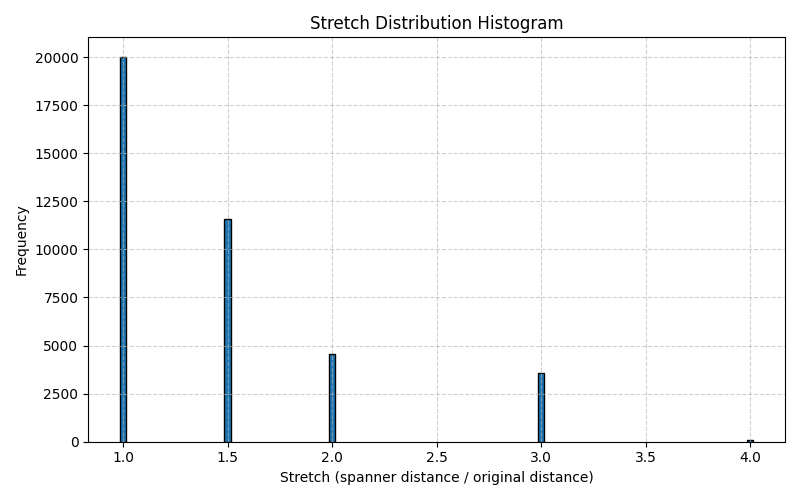 Stretch Distribution Histogram
20000
17500
15000
12500
10000
7500
5000
2500
0
Frequency
1.0 1.5 2.0 2.5 3.0 3.5 4.0
Stretch (spanner distance / original distance)